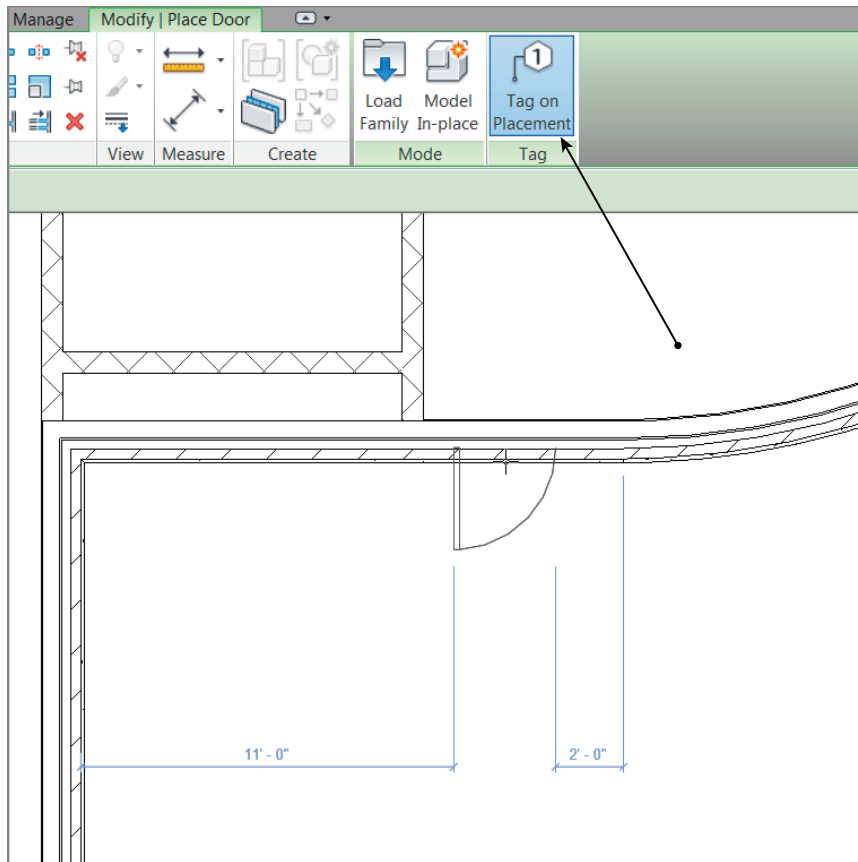 Manage
Modify | Place Door
1
Load
Family
Model
In-place
Tag on
Placement
View
Measure
Create
Mode
Tag
11' - 0"
2' - 0"